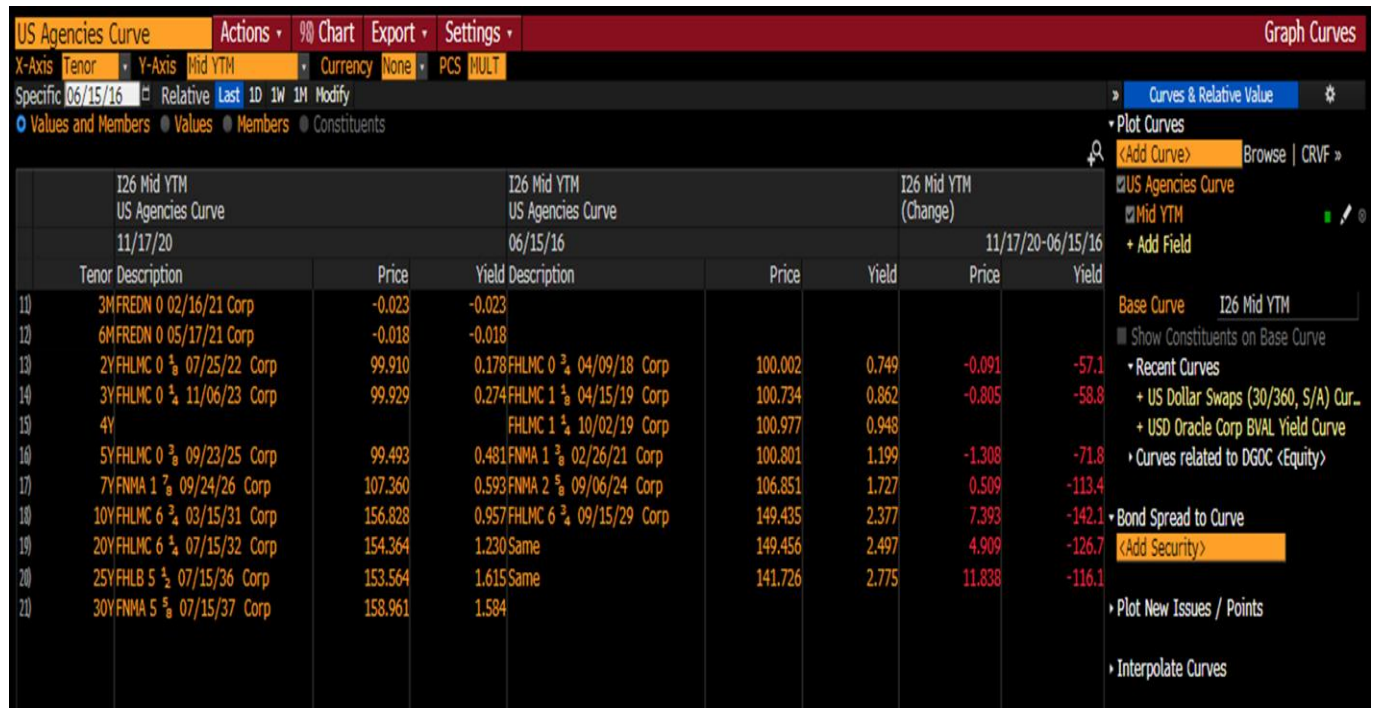 US Agencies Curve Actions 98) Chart Export Settings Graph Curves
X-Axis Tenor Y-Axis Mid YTM Currency None PCS MULT
Specific 06/15/16 Relative Last 1D 1W 1M Modify » Curves & Relative Value
Values and Members Values Members Constituents Plot Curves
<Add Curve> Browse | CRVF »
I26 Mid YTM I26 Mid YTM I26 Mid YTM US Agencies Curve
US Agencies Curve US Agencies Curve (Change) Mid YTM
11/17/20 06/15/16 11/17/20-06/15/16 + Add Field
Tenor Description Price Yield Description Price Yield Price Yield
11) 3M FREDN 0 02/16/21 Corp -0.023 -0.023 Base Curve I26 Mid YTM
12) 6M FREDN 0 05/17/21 Corp -0.018 -0.018 Show Constituents on Base Curve
13) 2Y FHLMC 0 ⅛ 07/25/22 Corp 99.910 0.178 FHLMC 0 ¾ 04/09/18 Corp 100.002 0.749 -0.091 -57.1 Recent Curves
14) 3Y FHLMC 0 ¼ 11/06/23 Corp 99.929 0.274 FHLMC 1 ⅛ 04/15/19 Corp 100.734 0.862 -0.805 -58.8 + US Dollar Swaps (30/360, S/A) Cur...
15) 4Y FHLMC 1 ¼ 10/02/19 Corp 100.977 0.948 + USD Oracle Corp BVAL Yield Curve
16) 5Y FHLMC 0 ⅜ 09/23/25 Corp 99.493 0.481 FNMA 1 ⅜ 02/26/21 Corp 100.801 1.199 -1.308 -71.8 Curves related to DGOC <Equity>
17) 7Y FNMA 1 ⅞ 09/24/26 Corp 107.360 0.593 FNMA 2 ⅝ 09/06/24 Corp 106.851 1.727 0.509 -113.4
18) 10Y FHLMC 6 ¾ 03/15/31 Corp 156.828 0.957 FHLMC 6 ¾ 09/15/29 Corp 149.435 2.377 7.393 -142.1 Bond Spread to Curve
19) 20Y FHLMC 6 ¼ 07/15/32 Corp 154.364 1.230 Same 149.456 2.497 4.909 -126.7 <Add Security>
20) 25Y FHLB 5 ½ 07/15/36 Corp 153.564 1.615 Same 141.726 2.775 11.838 -116.1
21) 30Y FNMA 5 ⅝ 07/15/37 Corp 158.961 1.584 Plot New Issues / Points
Interpolate Curves